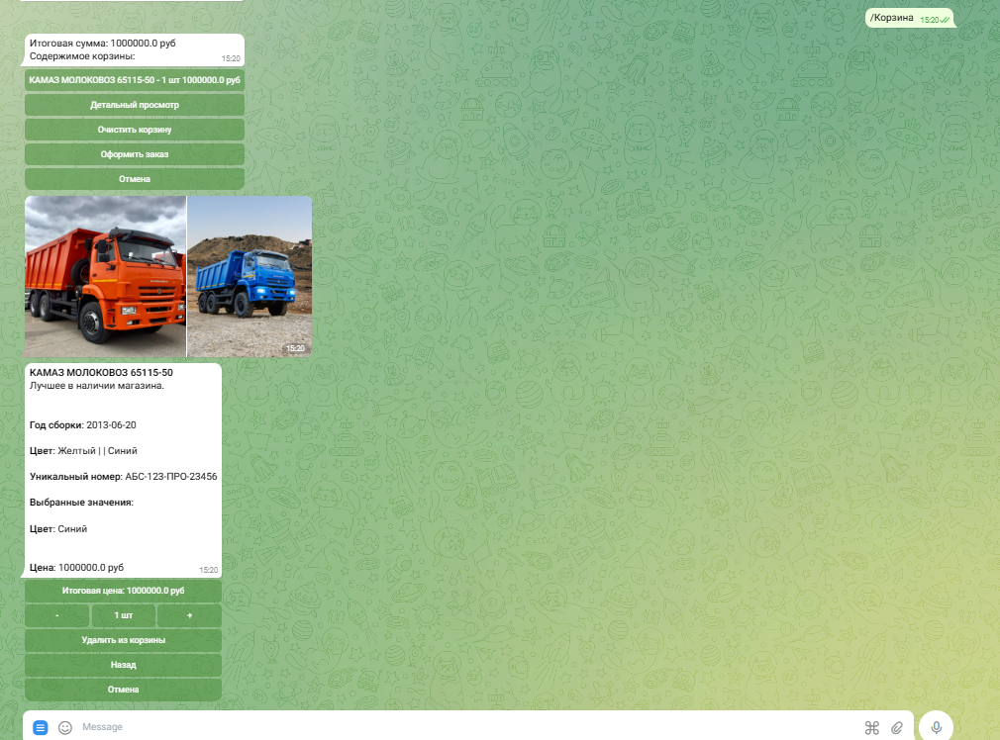 /Корзина 15:20
Итоговая сумма: 1000000.0 руб
Содержимое корзины: 15:20
КАМАЗ МОЛОКОВОЗ 65115-50 - 1 шт 1000000.0 руб
Детальный просмотр
Очистить корзину
Оформить заказ
Отмена
15:20
КАМАЗ МОЛОКОВОЗ 65115-50
Лучшее в наличии магазина.
Год сборки: 2013-06-20
Цвет: Желтый | | Синий
Уникальный номер: АБС-123-ПРО-23456
Выбранные значения:
Цвет: Синий
Цена: 1000000.0 руб 15:20
Итоговая цена: 1000000.0 руб
- 1 шт +
Удалить из корзины
Назад
Отмена
Message